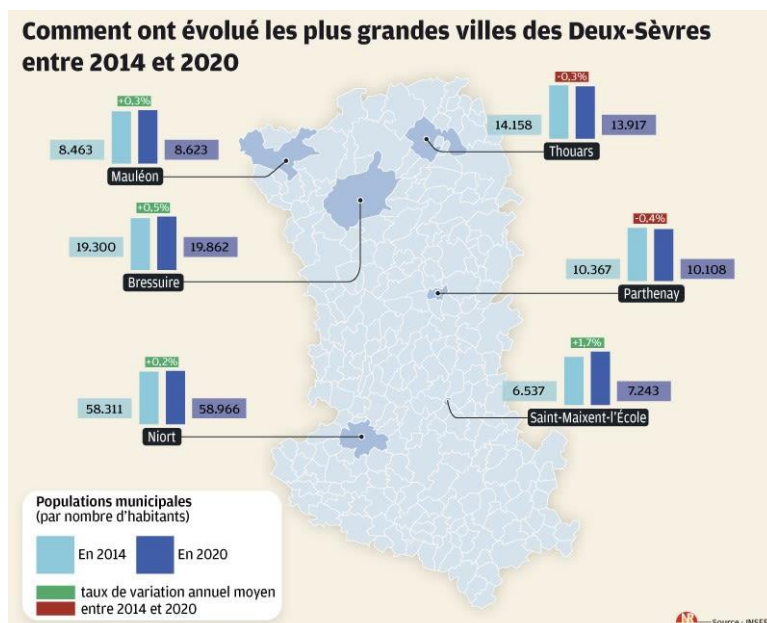 Comment ont évolué les plus grandes villes des Deux-Sèvres
entre 2014 et 2020
+0,3%
8.463
8.623
Mauléon
-0,3%
14.158
13.917
Thouars
+0,5%
19.300
19.862
Bressuire
-0,4%
10.367
10.108
Parthenay
+1,7%
6.537
7.243
Saint-Maixent-l'École
+0,2%
58.311
58.966
Niort
Populations municipales
(par nombre d'habitants)
En 2014
En 2020
taux de variation annuel moyen
entre 2014 et 2020
NR
Source : INSEE